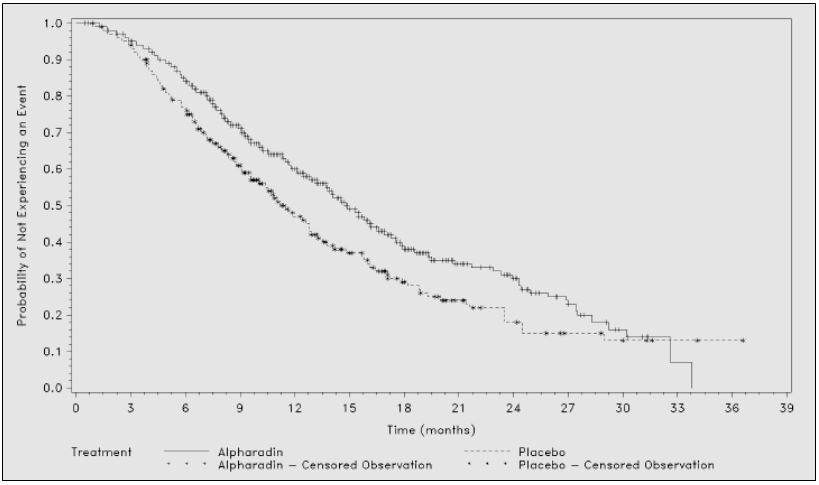 1.0
0.9
0.8
0.7
0.6
0.5
0.4
0.3
0.2
0.1
0.0
Probability of Not Experiencing an Event
0 3 6 9 12 15 18 21 24 27 30 33 36 39
Time (months)
Treatment Alpharadin Placebo
Alpharadin – Censored Observation Placebo – Censored Observation